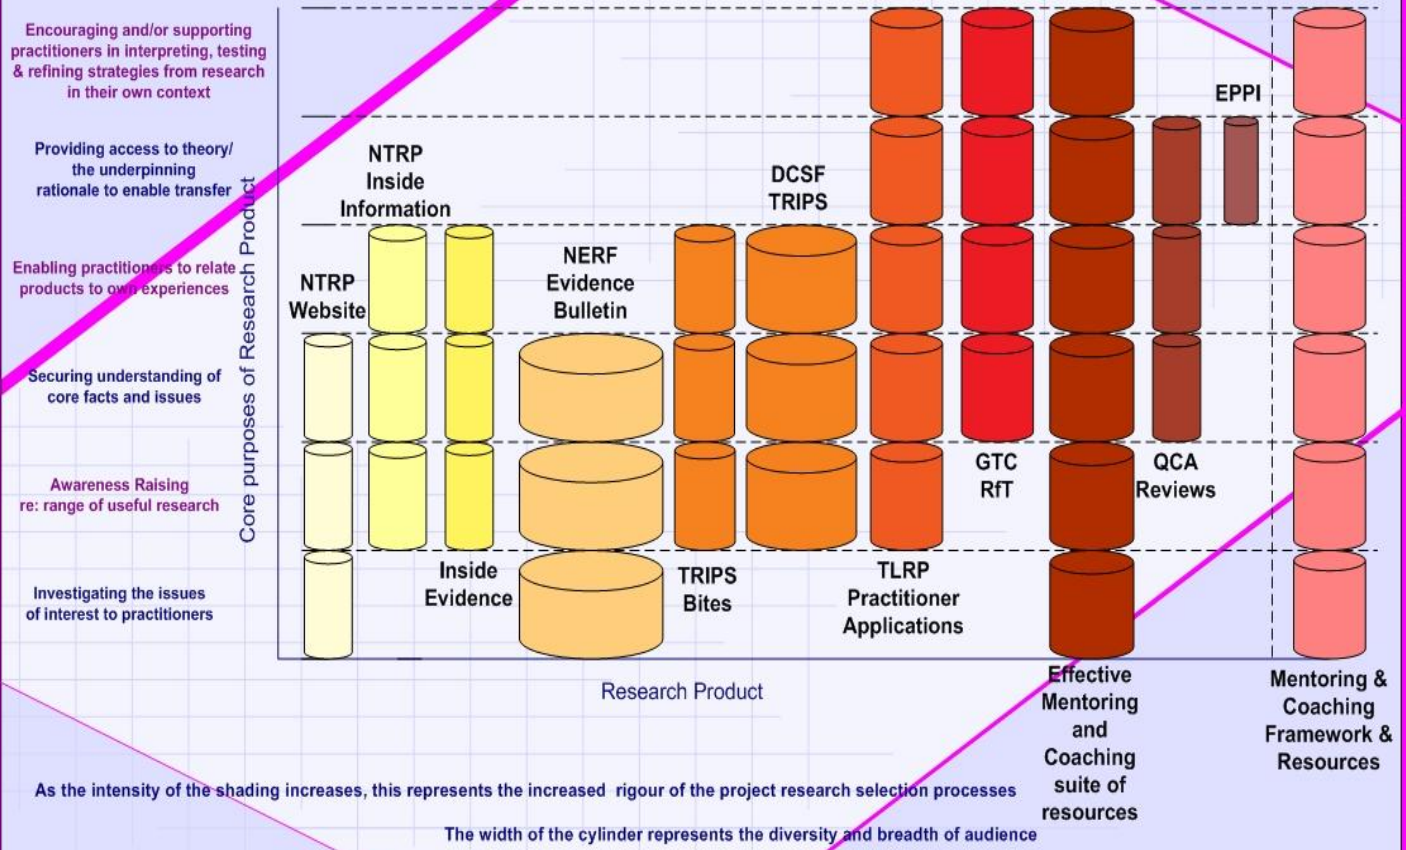 Encouraging and/or supporting
practitioners in interpreting, testing
& refining strategies from research
in their own context
Providing access to theory/
the underpinning
rationale to enable transfer
Enabling practitioners to relate
products to own experiences
Securing understanding of
core facts and issues
Awareness Raising
re: range of useful research
Investigating the issues
of interest to practitioners
Core purposes of Research Product
NTRP
Website
NTRP
Inside
Information
Inside
Evidence
NERF
Evidence
Bulletin
TRIPS
Bites
DCSF
TRIPS
TLRP
Practitioner
Applications
GTC
RfT
Effective
Mentoring
and
Coaching
suite of
resources
QCA
Reviews
EPPI
Mentoring &
Coaching
Framework &
Resources
Research Product
As the intensity of the shading increases, this represents the increased rigour of the project research selection processes
The width of the cylinder represents the diversity and breadth of audience